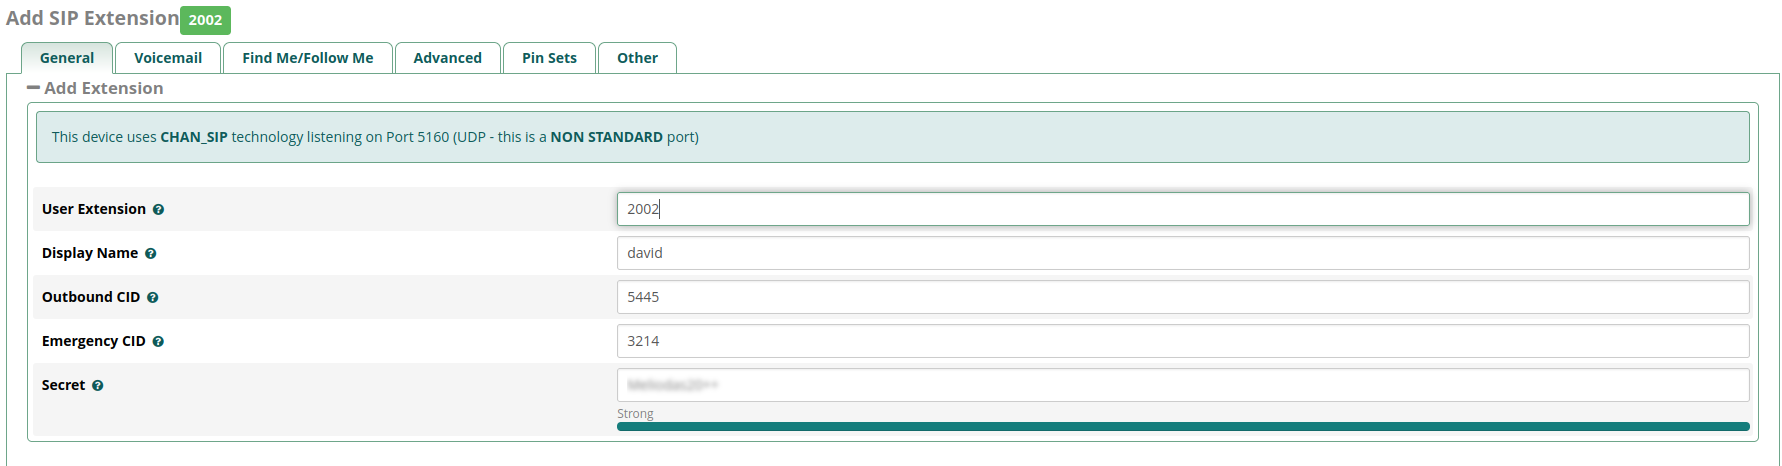 Add SIP Extension 2002
General Voicemail Find Me/Follow Me Advanced Pin Sets Other
Add Extension
This device uses CHAN_SIP technology listening on Port 5160 (UDP - this is a NON STANDARD port)
User Extension 2002
Display Name david
Outbound CID 5445
Emergency CID 3214
Secret
Strong